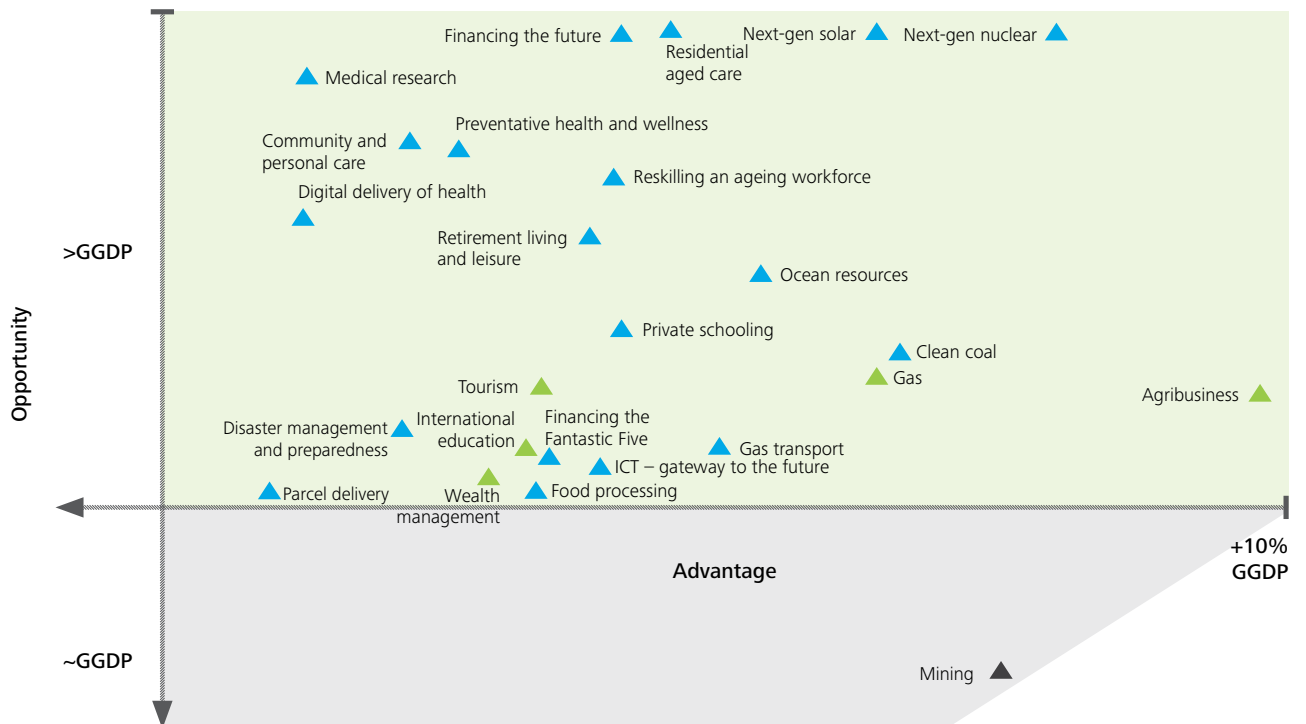 Financing the future
Residential
aged care
Next-gen solar
Next-gen nuclear
Medical research
Preventative health and wellness
Community and
personal care
Reskilling an ageing workforce
Digital delivery of health
Retirement living
and leisure
>GGDP
Ocean resources
Opportunity
Private schooling
Clean coal
Gas
Tourism
Agribusiness
International
education
Financing the
Fantastic Five
Disaster management
and preparedness
Gas transport
ICT – gateway to the future
Parcel delivery
Wealth
management
Food processing
+10%
GGDP
Advantage
~GGDP
Mining